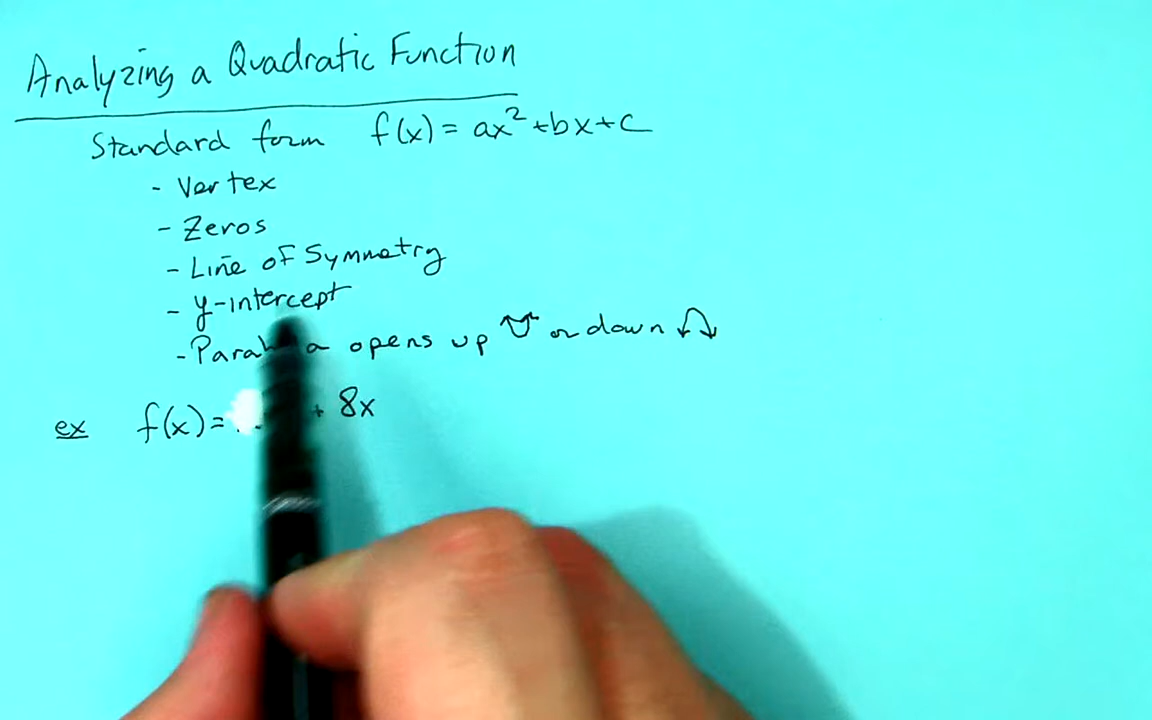 Analyzing a Quadratic Function
Standard form f(x) = ax² + bx + c
- Vertex
- Zeros
- Line of Symmetry
- y-intercept
- opens up or down
ex f(x) = + 8x